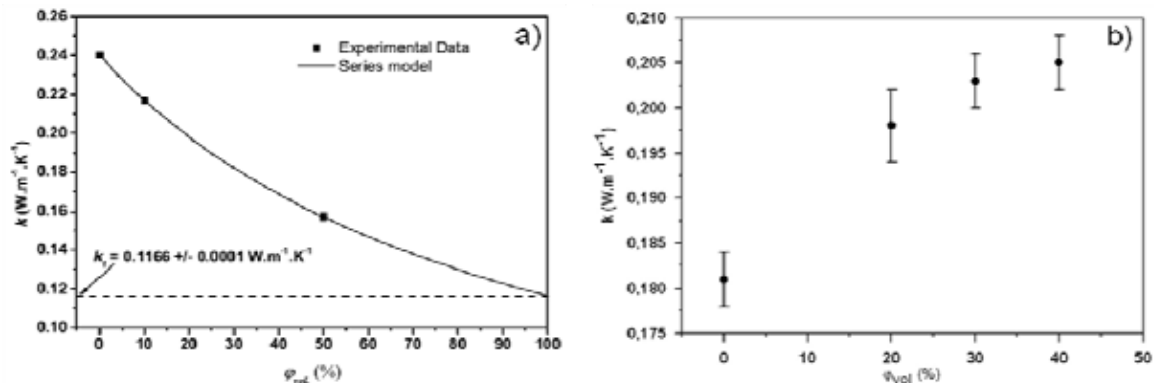 0.26
0.24
0.22
0.20
0.18
0.16
0.14
0.12
0.10
k (W.m⁻¹.K⁻¹)
a)
Experimental Data
Series model
kf = 0.1166 +/- 0.0001 W.m⁻¹.K⁻¹
0 10 20 30 40 50 60 70 80 90 100
φvol (%)
0,210
0,205
0,200
0,195
0,190
0,185
0,180
0,175
k (W.m⁻¹.K⁻¹)
b)
0 10 20 30 40 50
φvol (%)